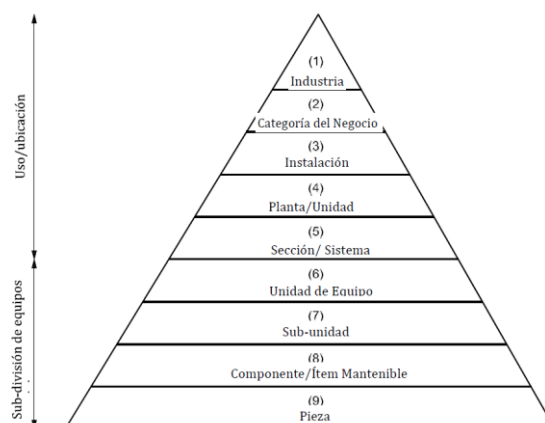 Uso/ubicación
Sub-división de equipos
(1)
Industria
(2)
Categoría del Negocio
(3)
Instalación
(4)
Planta/Unidad
(5)
Sección/ Sistema
(6)
Unidad de Equipo
(7)
Sub-unidad
(8)
Componente/Ítem Mantenible
(9)
Pieza